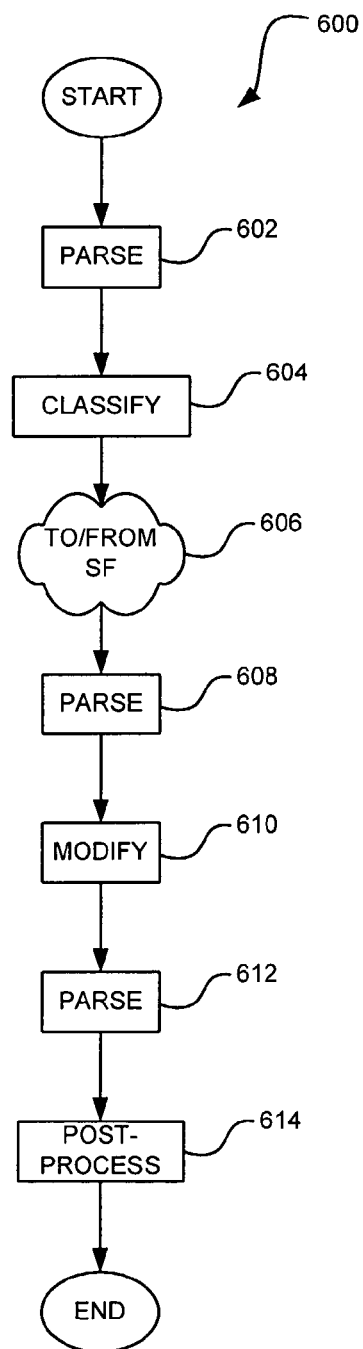 600
START
602
PARSE
604
CLASSIFY
606
TO/FROM
SF
608
PARSE
610
MODIFY
612
PARSE
614
POST-
PROCESS
END